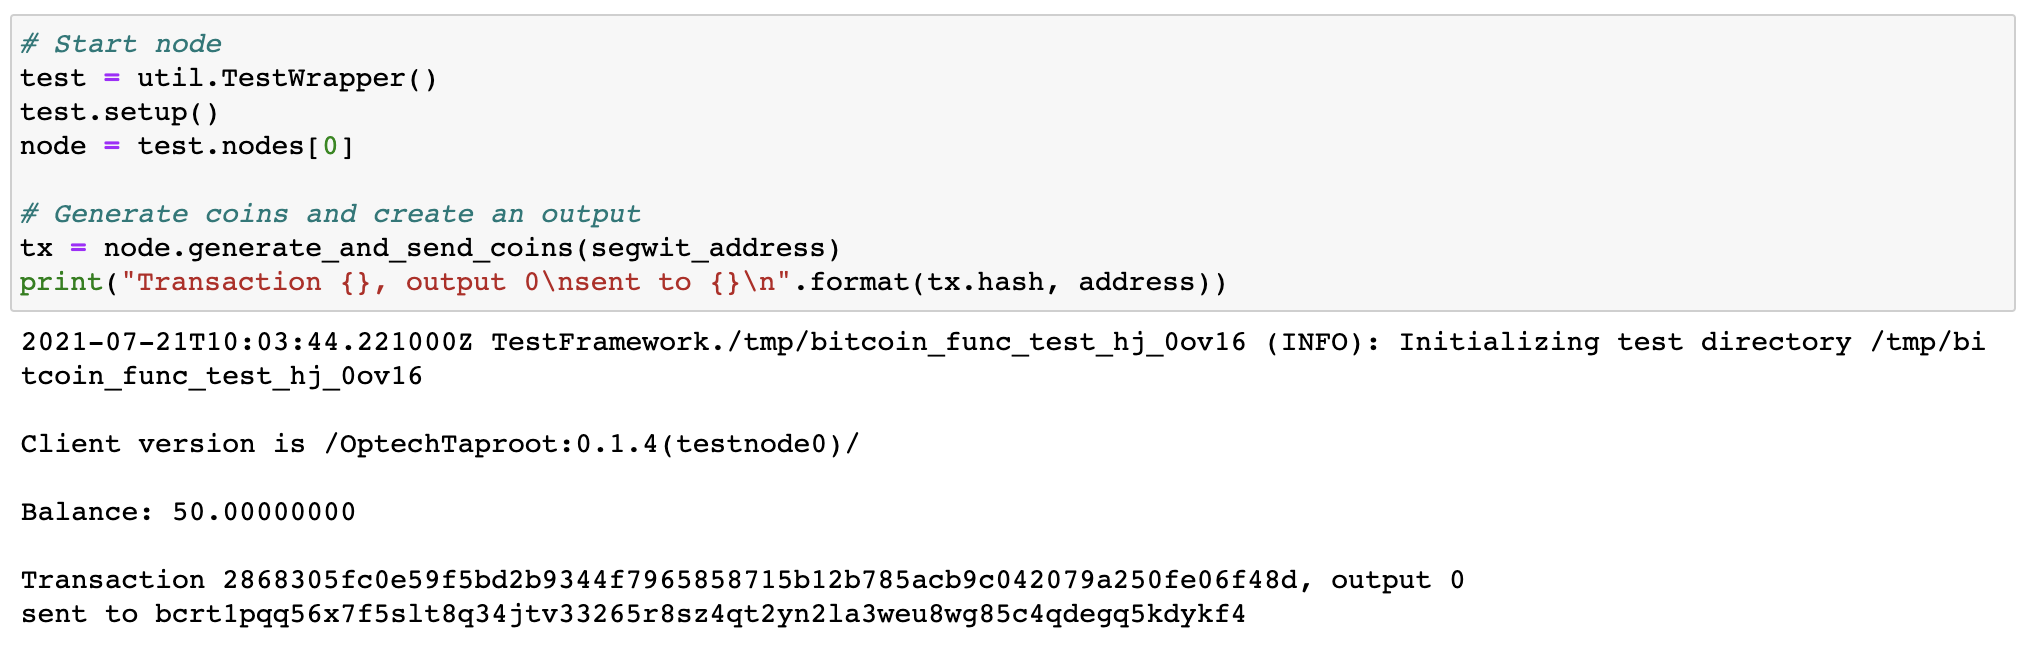 # Start node
test = util.TestWrapper()
test.setup()
node = test.nodes[0]
# Generate coins and create an output
tx = node.generate_and_send_coins(segwit_address)
print("Transaction {}, output 0\nsent to {}\n".format(tx.hash, address))
2021-07-21T10:03:44.221000Z TestFramework./tmp/bitcoin_func_test_hj_0ov16 (INFO): Initializing test directory /tmp/bi
tcoin_func_test_hj_0ov16
Client version is /OptechTaproot:0.1.4(testnode0)/
Balance: 50.00000000
Transaction 2868305fc0e59f5bd2b9344f7965858715b12b785acb9c042079a250fe06f48d, output 0
sent to bcrt1pqq56x7f5slt8q34jtv33265r8sz4qt2yn2la3weu8wg85c4qdegq5kdykf4